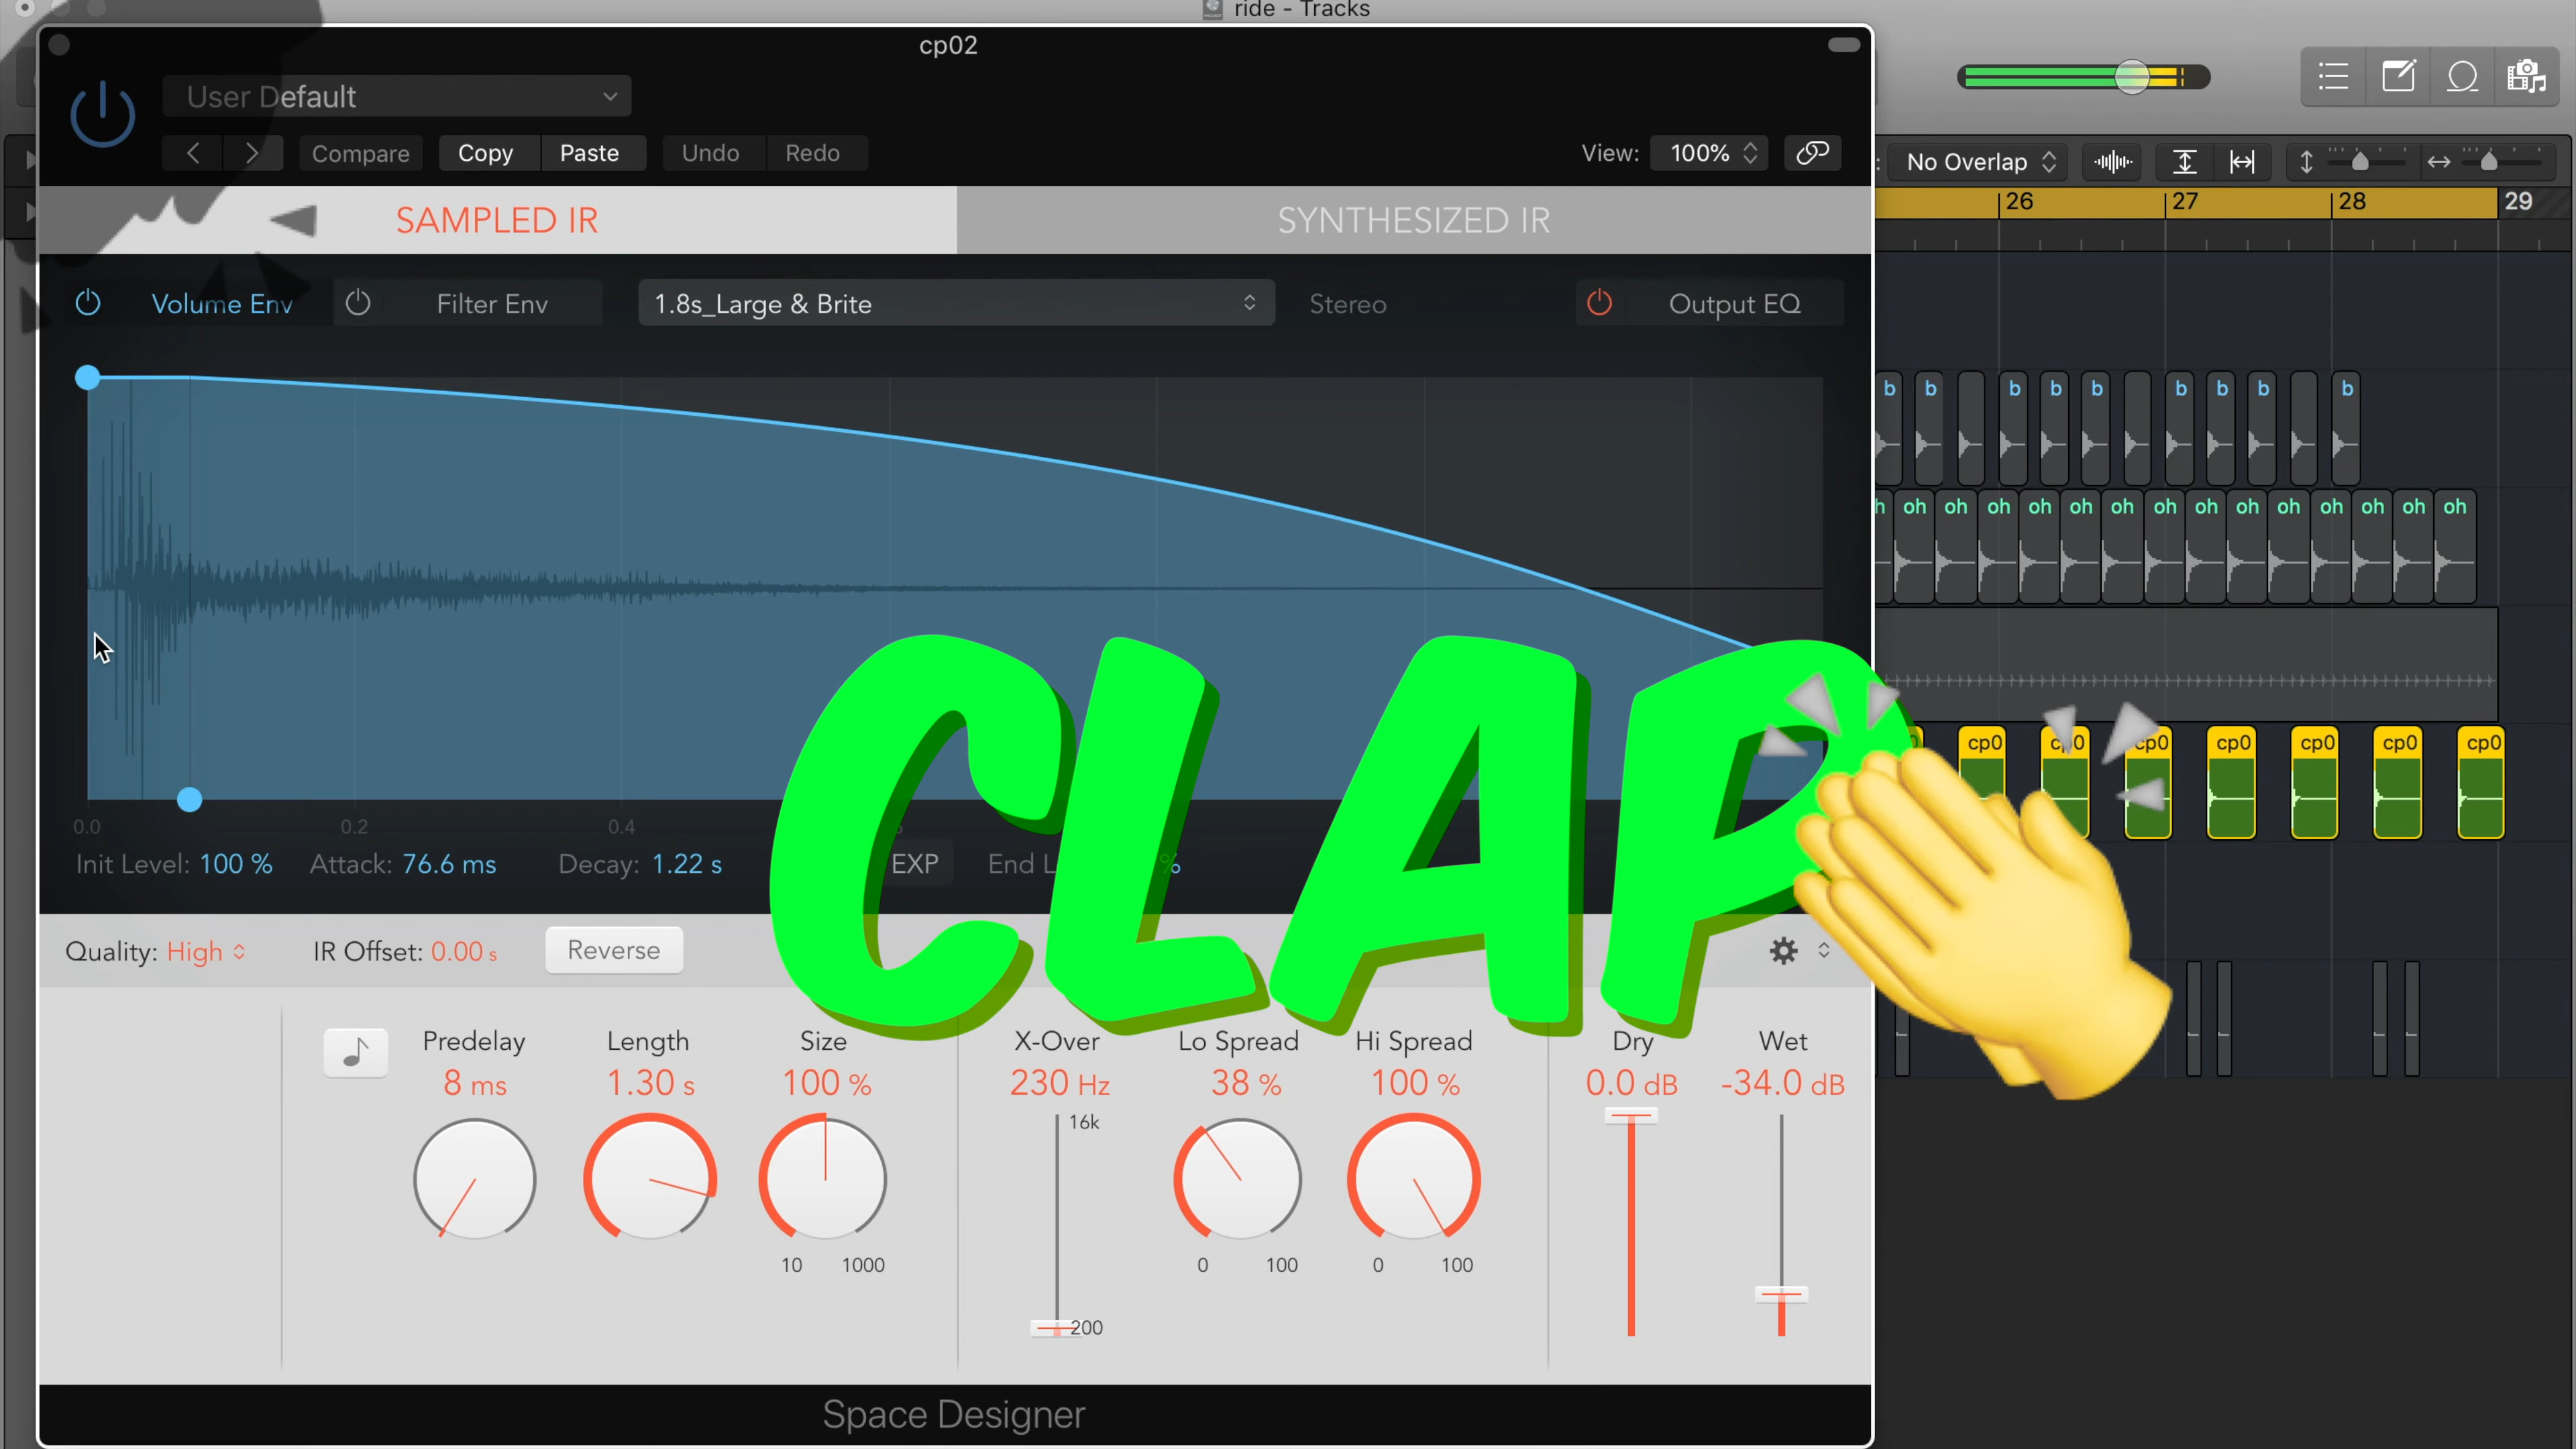 ride - Tracks
cp02
User Default
Compare Copy Paste Undo Redo View: 100%
: No Overlap
SAMPLED IR SYNTHESIZED IR
26 27 28 29
Volume Env Filter Env 1.8s_Large & Brite Stereo Output EQ
b b b b b b b b b
h oh oh oh oh oh oh oh oh oh oh oh oh oh oh
CLAP
cp0 cp0 cp0 cp0 cp0 cp0 cp0
0.0 0.2 0.4
Init Level: 100 % Attack: 76.6 ms Decay: 1.22 s EXP End L %
Quality: High IR Offset: 0.00 s Reverse
Predelay Length Size X-Over Lo Spread Hi Spread Dry Wet
8 ms 1.30 s 100 % 230 Hz 38 % 100 % 0.0 dB -34.0 dB
16k
10 1000 0 100 0 100
200
Space Designer